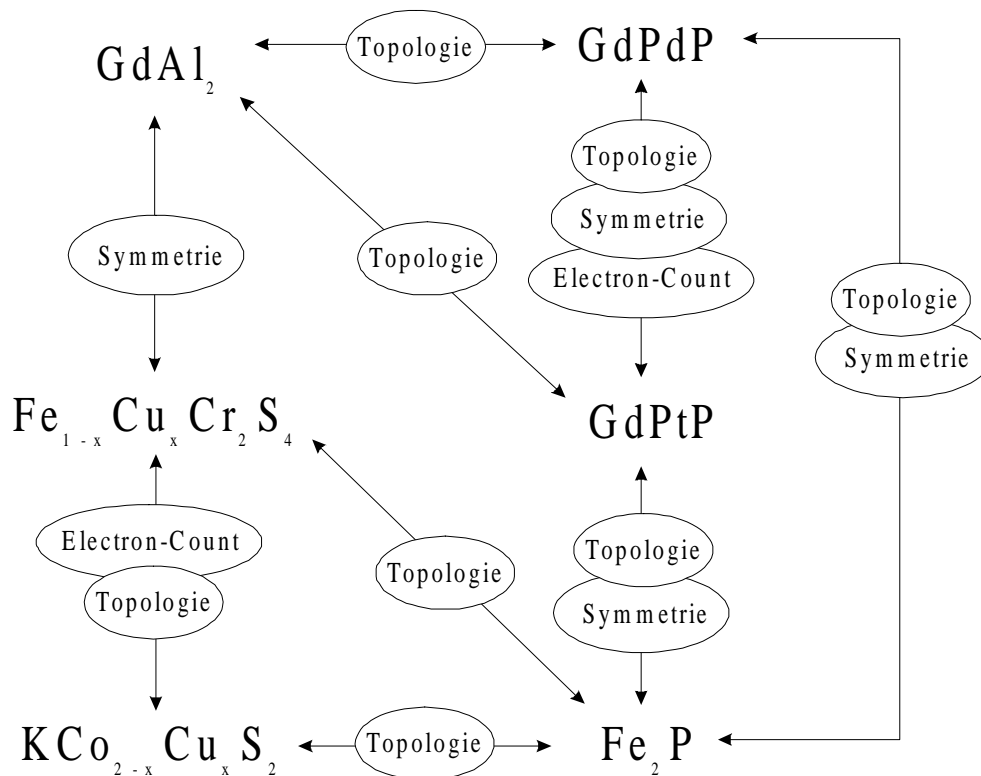 GdAl₂
Topologie
GdPdP
Topologie
Symmetrie
Electron-Count
Symmetrie
Topologie
Topologie
Symmetrie
Fe₁₋ₓCuₓCr₂S₄
GdPtP
Electron-Count
Topologie
Topologie
Topologie
Symmetrie
KCo₂₋ₓCuₓS₂
Topologie
Fe₂P